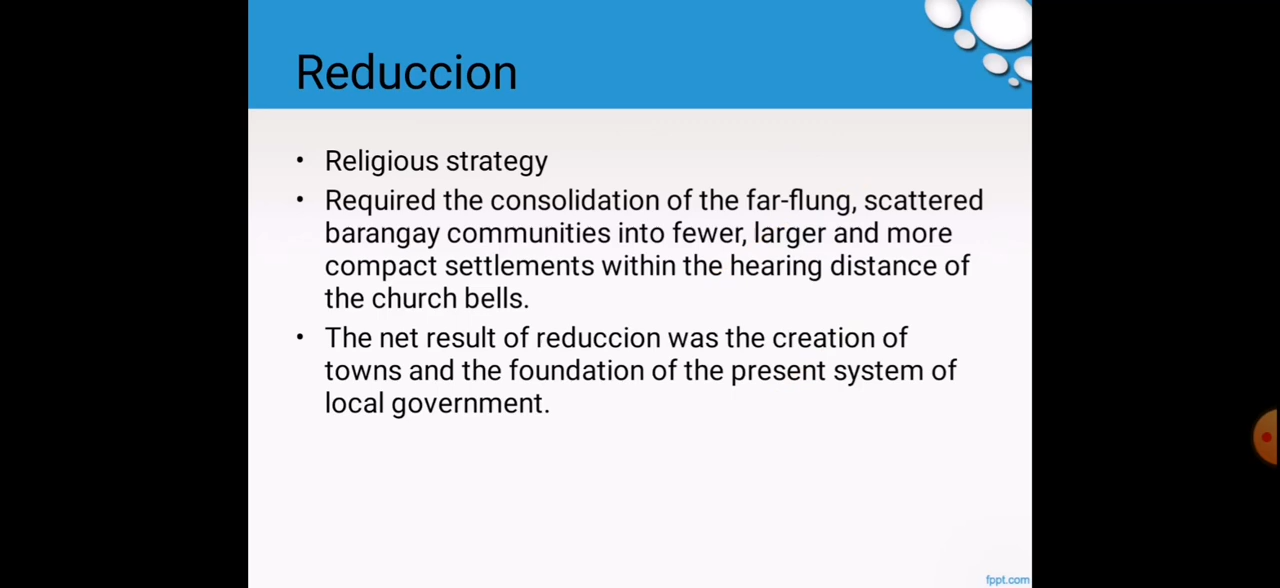 Reduccion
• Religious strategy
• Required the consolidation of the far-flung, scattered
barangay communities into fewer, larger and more
compact settlements within the hearing distance of
the church bells.
• The net result of reduccion was the creation of
towns and the foundation of the present system of
local government.
fppt.com